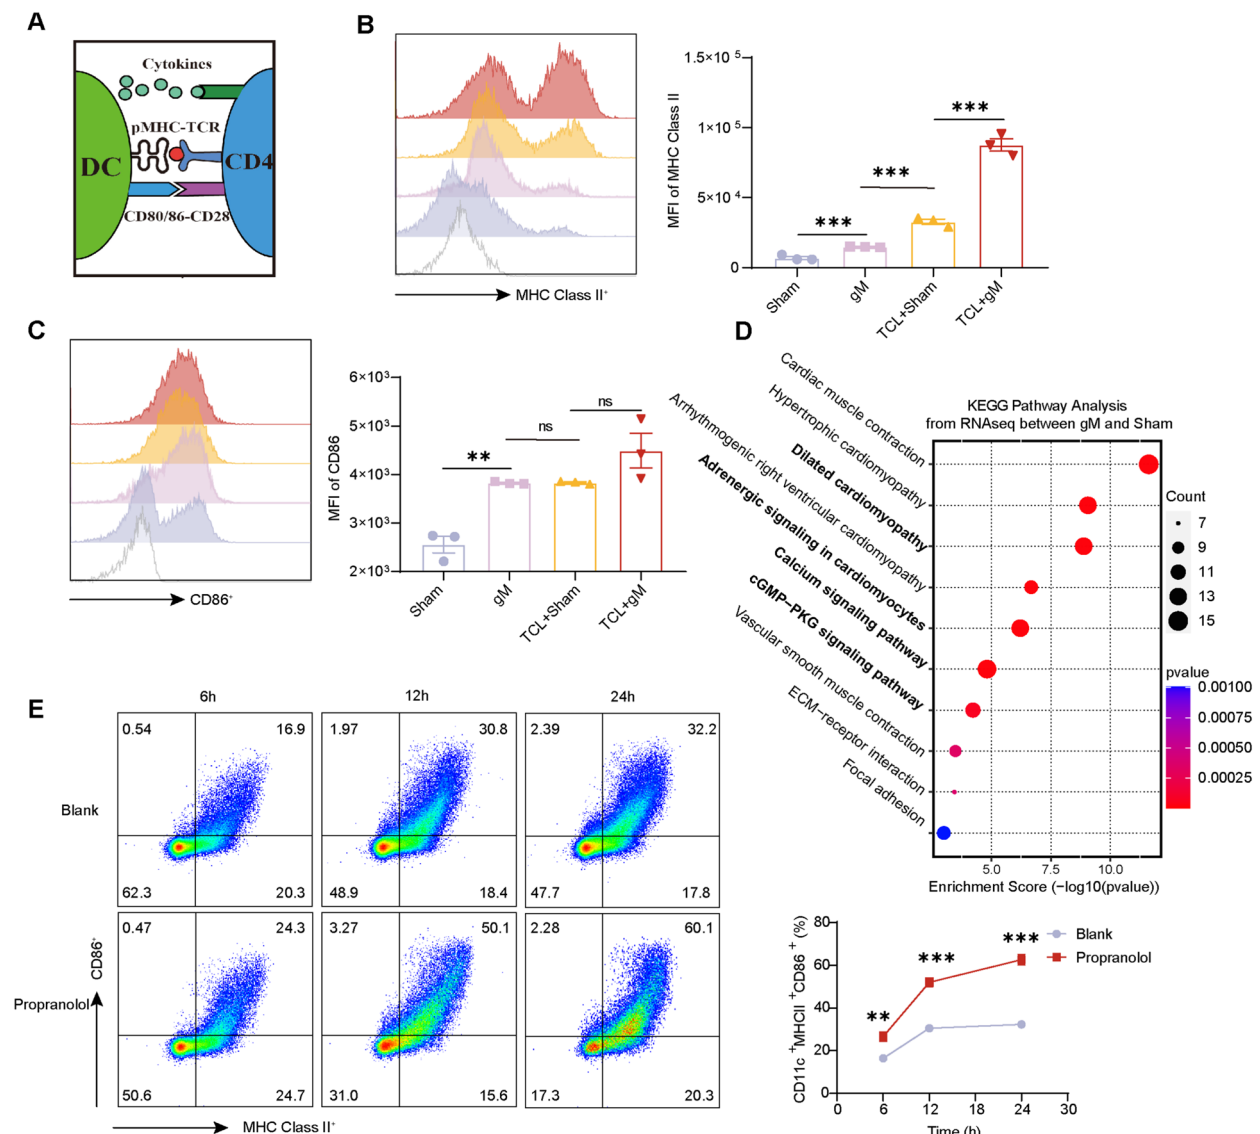 A
Cytokines
pMHC-TCR
DC
CD4
CD80/86-CD28
B
MHC Class II⁺
MFI of MHC Class II
1.5×10⁵
1×10⁵
5×10⁴
0
***
***
***
Sham
gM
TCL+Sham
TCL+gM
C
CD86⁺
MFI of CD86
6×10³
5×10³
4×10³
3×10³
2×10³
**
ns
ns
Sham
gM
TCL+Sham
TCL+gM
D
KEGG Pathway Analysis
from RNAseq between gM and Sham
Cardiac muscle contraction
Hypertrophic cardiomyopathy
Dilated cardiomyopathy
Arrhythmogenic right ventricular cardiomyopathy
Adrenergic signaling in cardiomyocytes
Calcium signaling pathway
cGMP−PKG signaling pathway
Vascular smooth muscle contraction
ECM−receptor interaction
Focal adhesion
5.0
7.5
10.0
Enrichment Score (−log10(pvalue))
Count
7
9
11
13
15
pvalue
0.00100
0.00075
0.00050
0.00025
E
6h
12h
24h
Blank
0.54
16.9
62.3
20.3
1.97
30.8
48.9
18.4
2.39
32.2
47.7
17.8
Propranolol
0.47
24.3
50.6
24.7
3.27
50.1
31.0
15.6
2.28
60.1
17.3
20.3
CD86⁺
MHC Class II⁺
CD11c ⁺MHCII ⁺CD86 ⁺ (%)
80
60
40
20
0
**
***
***
Blank
Propranolol
0
6
12
18
24
30
Time (h)